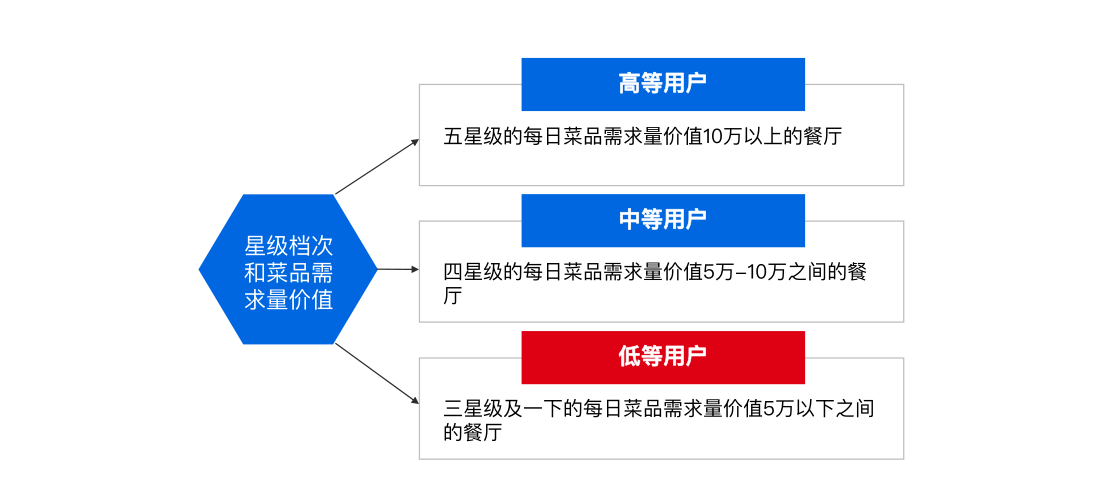 高等用户
五星级的每日菜品需求量价值10万以上的餐厅
星级档次
和菜品需
求量价值
中等用户
四星级的每日菜品需求量价值5万–10万之间的餐
厅
低等用户
三星级及一下的每日菜品需求量价值5万以下之间
的餐厅